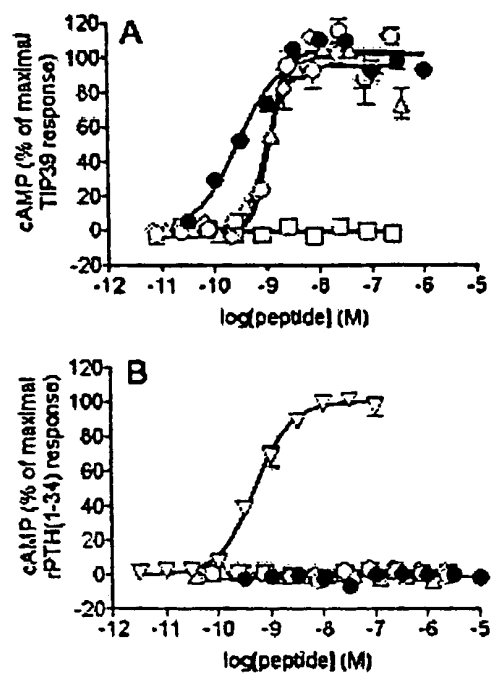 A
cAMP (% of maximal
TIP39 response)
120
100
80
60
40
20
0
-20
-12 -11 -10 -9 -8 -7 -6 -5
log[peptide] (M)
B
cAMP (% of maximal
rPTH(1-34) response)
120
100
80
60
40
20
0
-20
-12 -11 -10 -9 -8 -7 -6 -5
log[peptide] (M)